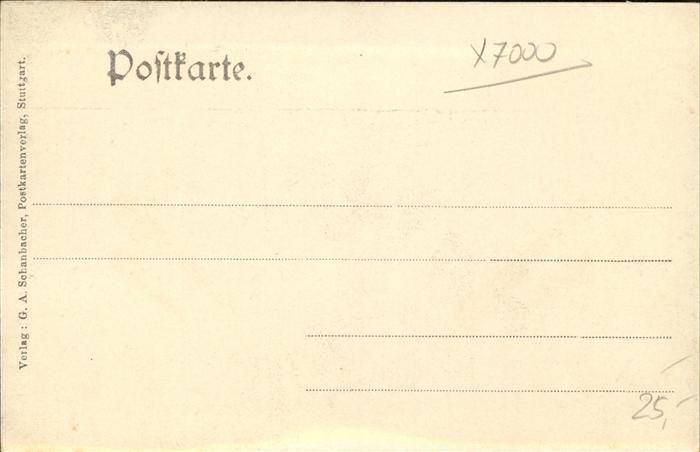 Postkarte.
X7000
Verlag: G. A. Schanbacher, Postkartenverlag, Stuttgart.
25,-